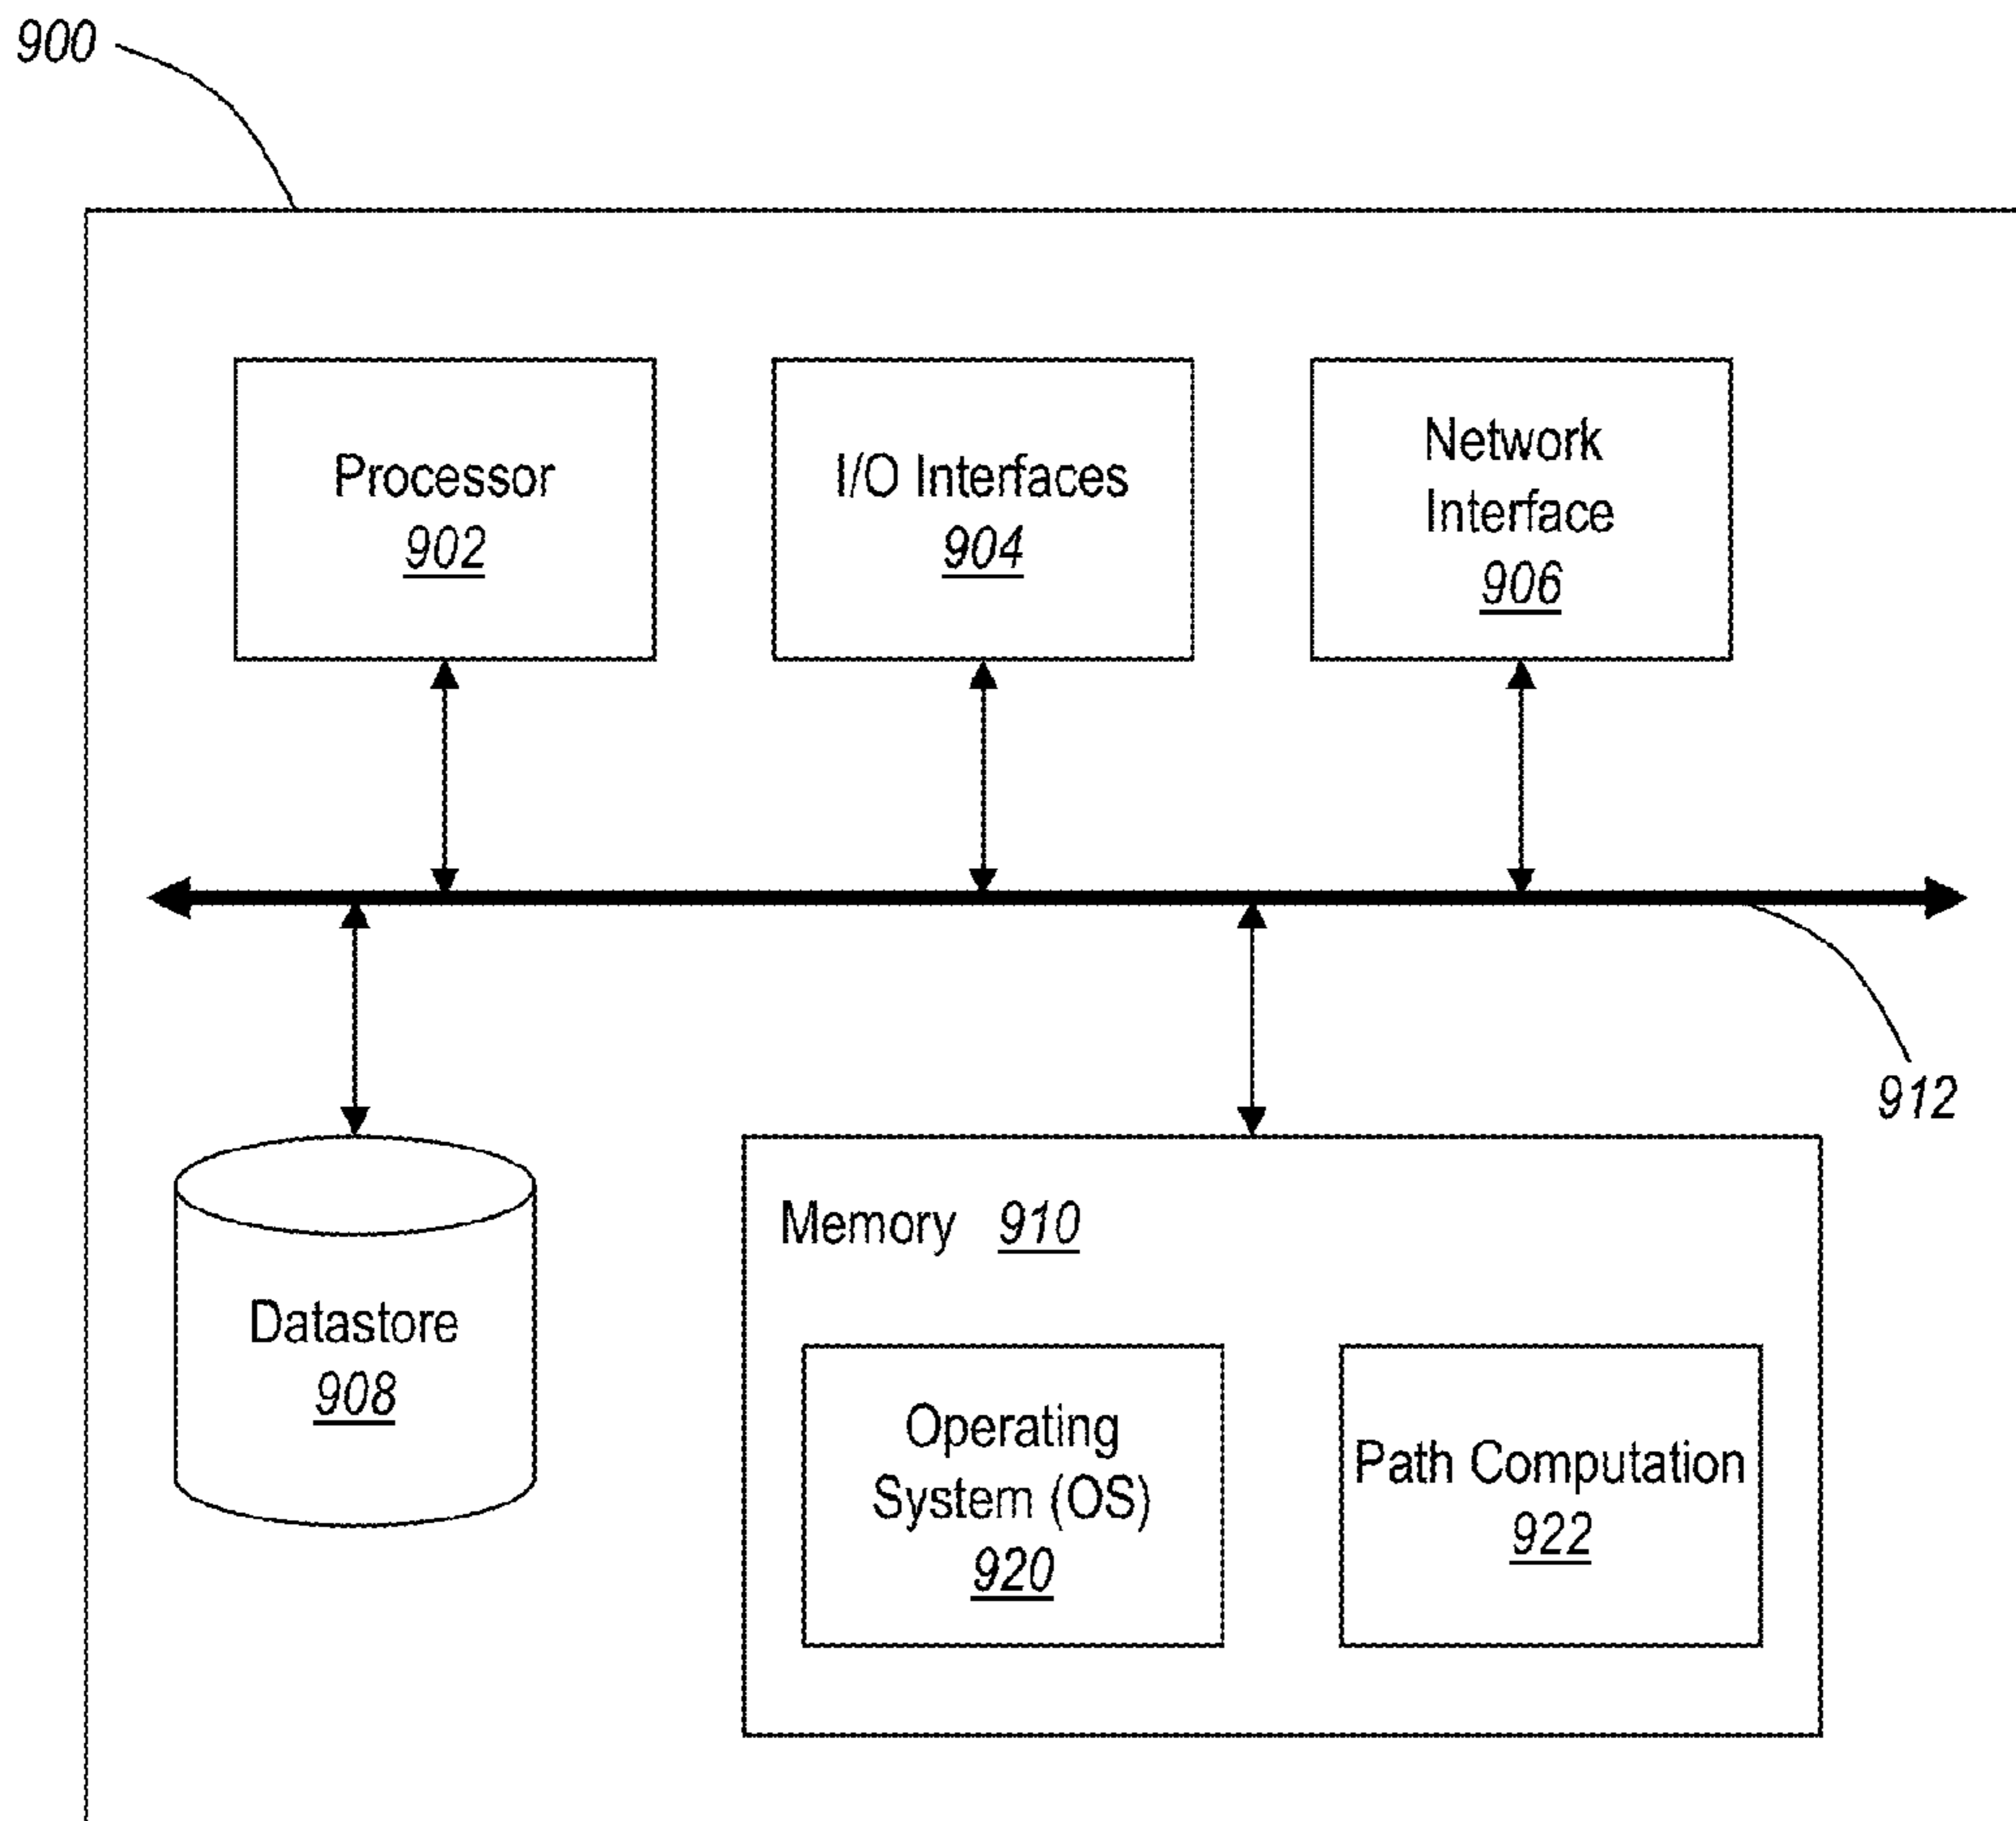 900
Processor
902
I/O Interfaces
904
Network
Interface
906
912
Datastore
908
Memory 910
Operating
System (OS)
920
Path Computation
922